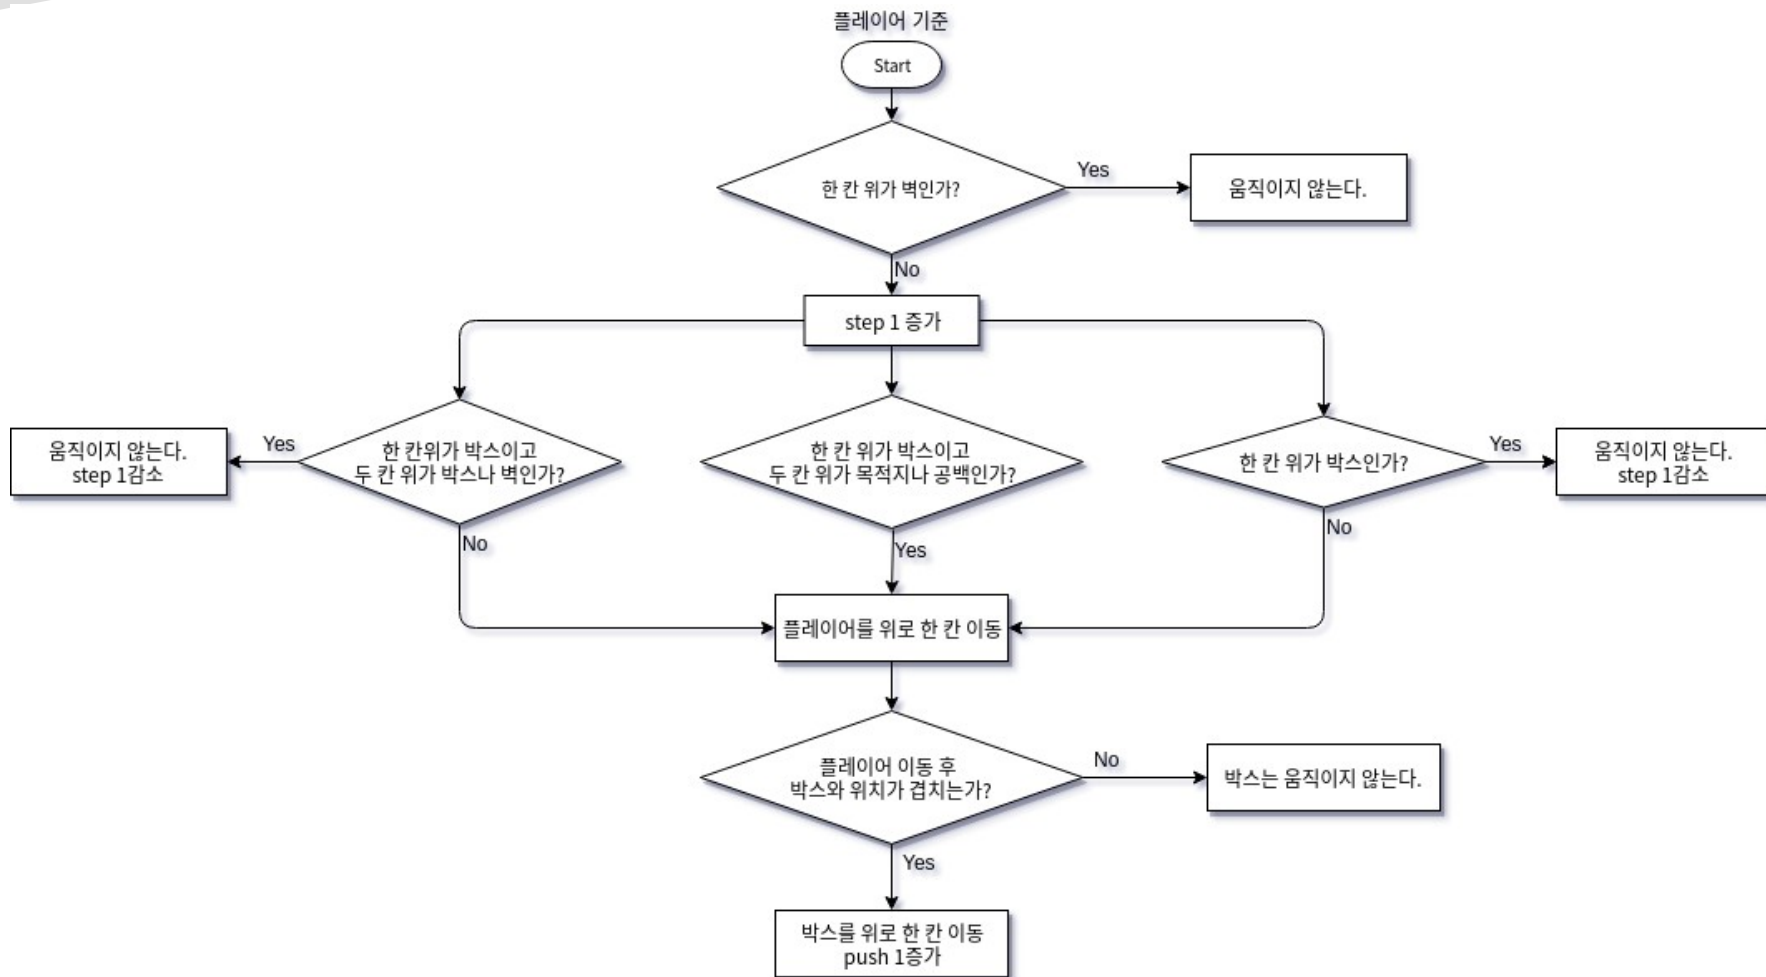 플레이어 기준
Start
한 칸 위가 벽인가?
Yes
움직이지 않는다.
No
step 1 증가
움직이지 않는다.
step 1감소
Yes
한 칸위가 박스이고
두 칸 위가 박스나 벽인가?
한 칸 위가 박스이고
두 칸 위가 목적지나 공백인가?
한 칸 위가 박스인가?
Yes
움직이지 않는다.
step 1감소
No
Yes
No
플레이어를 위로 한 칸 이동
플레이어 이동 후
박스와 위치가 겹치는가?
No
박스는 움직이지 않는다.
Yes
박스를 위로 한 칸 이동
push 1증가